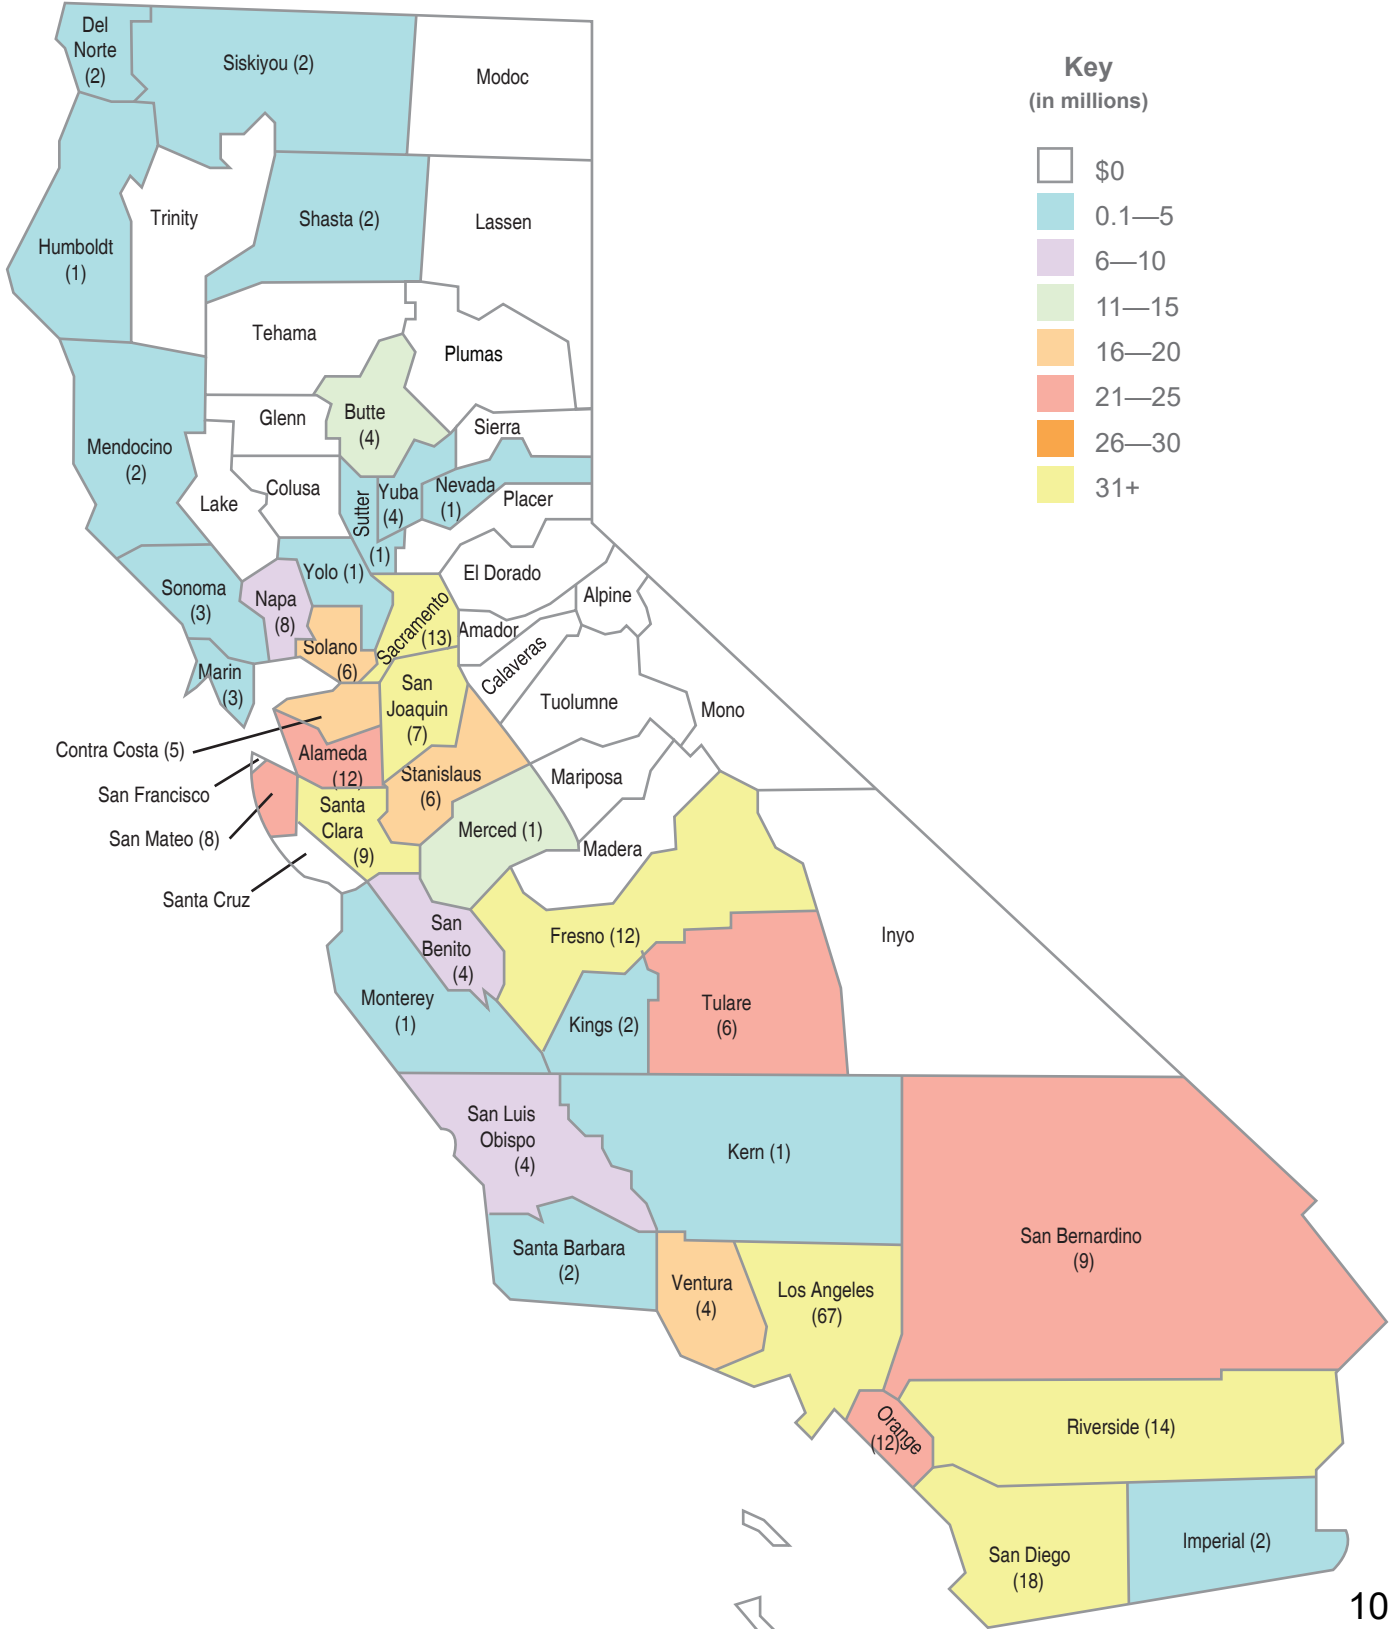 Del
Norte
(2)
Siskiyou (2)
Modoc
Key
(in millions)
$0
0.1—5
6—10
11—15
16—20
21—25
26—30
31+
Humboldt
(1)
Trinity
Shasta (2)
Lassen
Tehama
Plumas
Mendocino
(2)
Glenn
Butte
(4)
Sierra
Lake
Colusa
Sutter
(1)
Yuba
(4)
Nevada
(1)
Placer
Sonoma
(3)
Napa
(8)
Yolo (1)
El Dorado
Alpine
Marin
(3)
Solano
(6)
Sacramento
(13)
Amador
Calaveras
San
Joaquin
(7)
Tuolumne
Mono
Contra Costa (5)
Alameda
(12)
Stanislaus
(6)
Mariposa
San Francisco
San Mateo (8)
Santa
Clara
(9)
Merced (1)
Madera
Santa Cruz
San
Benito
(4)
Fresno (12)
Inyo
Monterey
(1)
Kings (2)
Tulare
(6)
San Luis
Obispo
(4)
Kern (1)
San Bernardino
(9)
Santa Barbara
(2)
Ventura
(4)
Los Angeles
(67)
Orange
(12)
Riverside (14)
San Diego
(18)
Imperial (2)
10